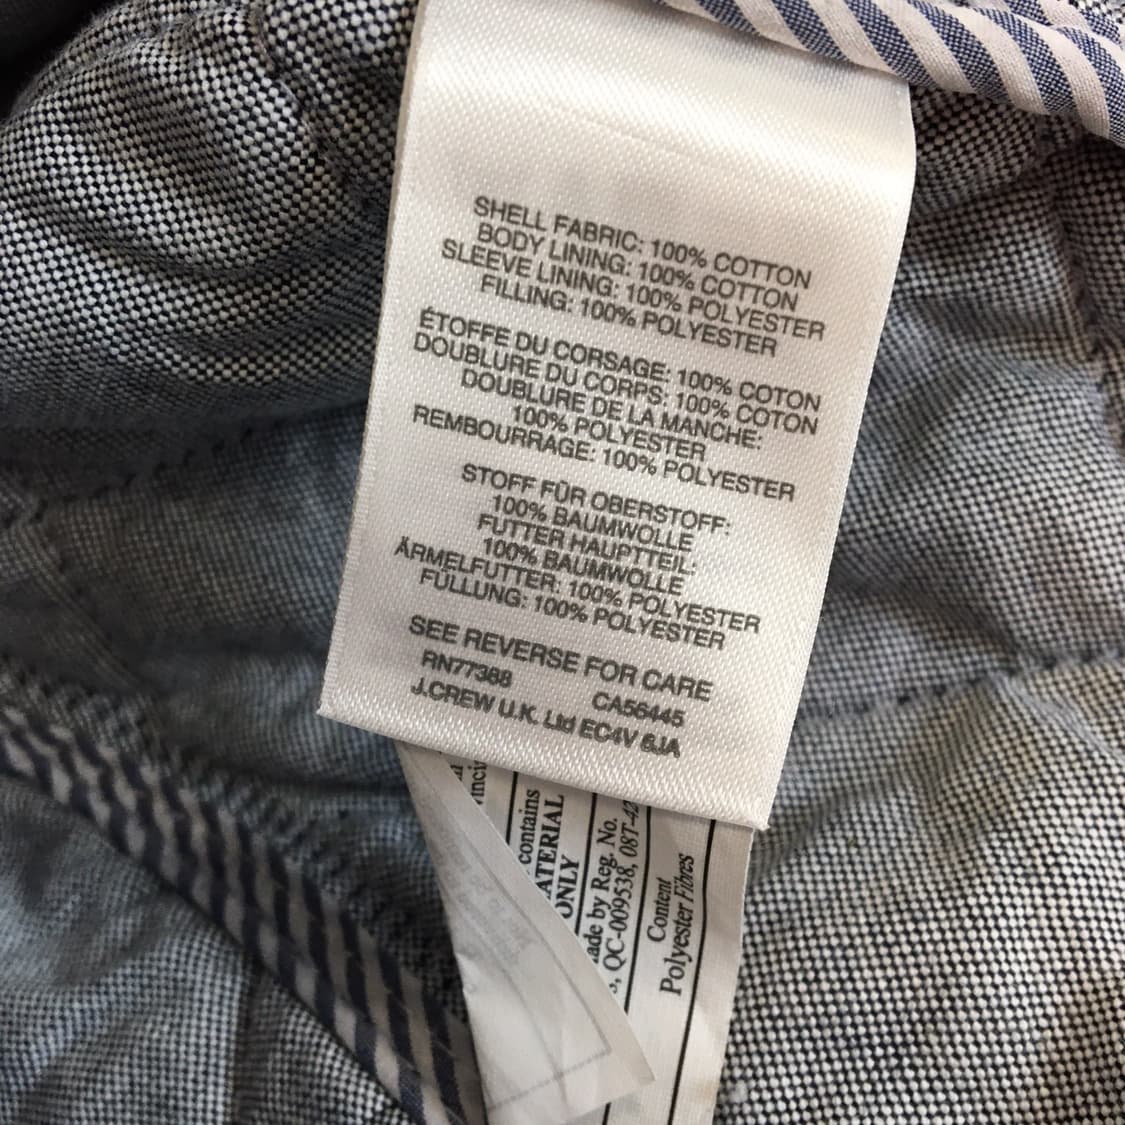 SHELL FABRIC: 100% COTTON
BODY LINING: 100% COTTON
SLEEVE LINING: 100% POLYESTER
FILLING: 100% POLYESTER
ÉTOFFE DU CORSAGE: 100% COTON
DOUBLURE DU CORPS: 100% COTON
DOUBLURE DE LA MANCHE:
100% POLYESTER
REMBOURRAGE: 100% POLYESTER
STOFF FÜR OBERSTOFF:
100% BAUMWOLLE
FUTTER HAUPTTEIL:
100% BAUMWOLLE
ÄRMELFUTTER: 100% POLYESTER
FÜLLUNG: 100% POLYESTER
SEE REVERSE FOR CARE
RN77388 CA56445
J.CREW U.K. Ltd EC4V 6JA
contains
ATERIAL
ONLY
ade by Reg. No.
QC-009538, 08T-42
Content
Polyester Fibres